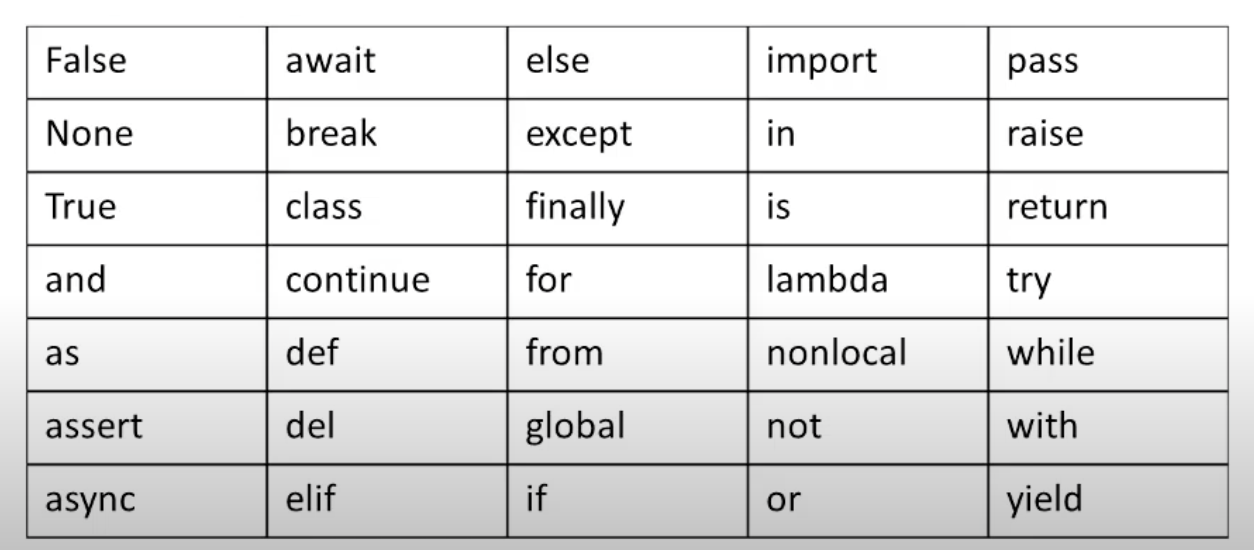 False await else import pass
None break except in raise
True class finally is return
and continue for lambda try
as def from nonlocal while
assert del global not with
async elif if or yield